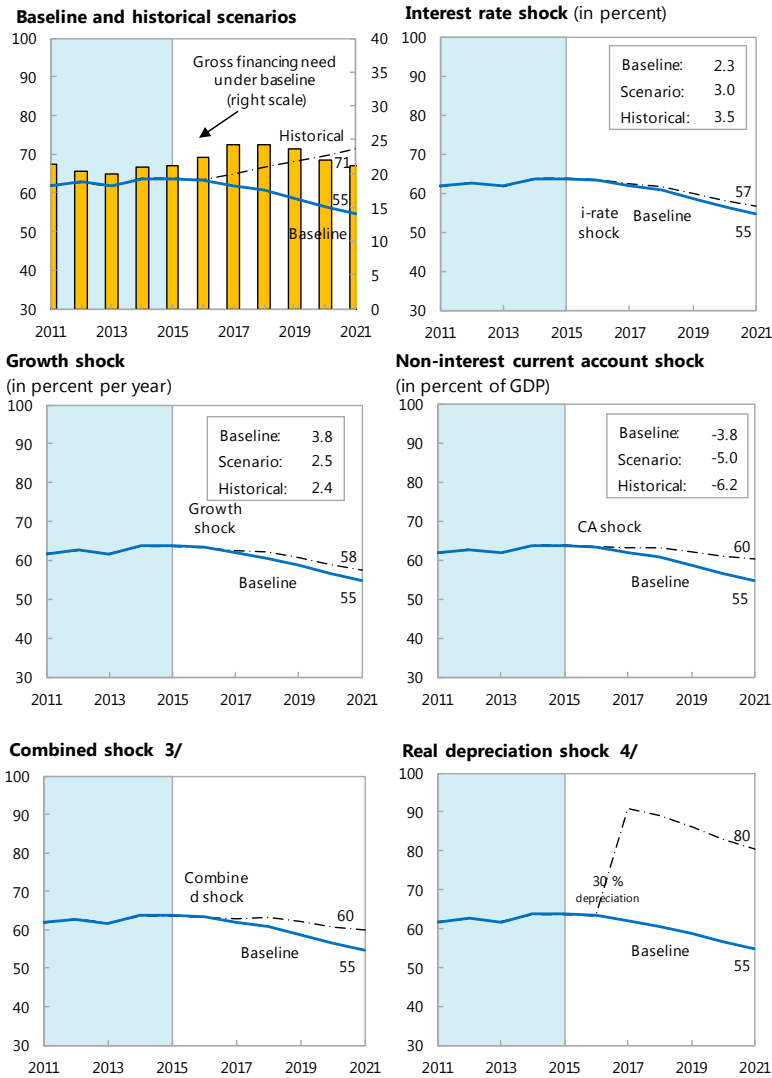 Baseline and historical scenarios
100
90
80
70
60
50
40
30
40
35
30
25
20
15
10
5
0
Gross financing need
under baseline
(right scale)
Historical
71
55
Baseline
2011 2013 2015 2017 2019 2021
Interest rate shock (in percent)
100
90
80
70
60
50
40
30
Baseline: 2.3
Scenario: 3.0
Historical: 3.5
i-rate
shock
Baseline
57
55
2011 2013 2015 2017 2019 2021
Growth shock
(in percent per year)
100
90
80
70
60
50
40
30
Baseline: 3.8
Scenario: 2.5
Historical: 2.4
Growth
shock
Baseline
58
55
2011 2013 2015 2017 2019 2021
Non-interest current account shock
(in percent of GDP)
100
90
80
70
60
50
40
30
Baseline: -3.8
Scenario: -5.0
Historical: -6.2
CA shock
Baseline
60
55
2011 2013 2015 2017 2019 2021
Combined shock 3/
100
90
80
70
60
50
40
30
Combine
d shock
Baseline
60
55
2011 2013 2015 2017 2019 2021
Real depreciation shock 4/
100
90
80
70
60
50
40
30
30 %
depreciation
Baseline
80
55
2011 2013 2015 2017 2019 2021